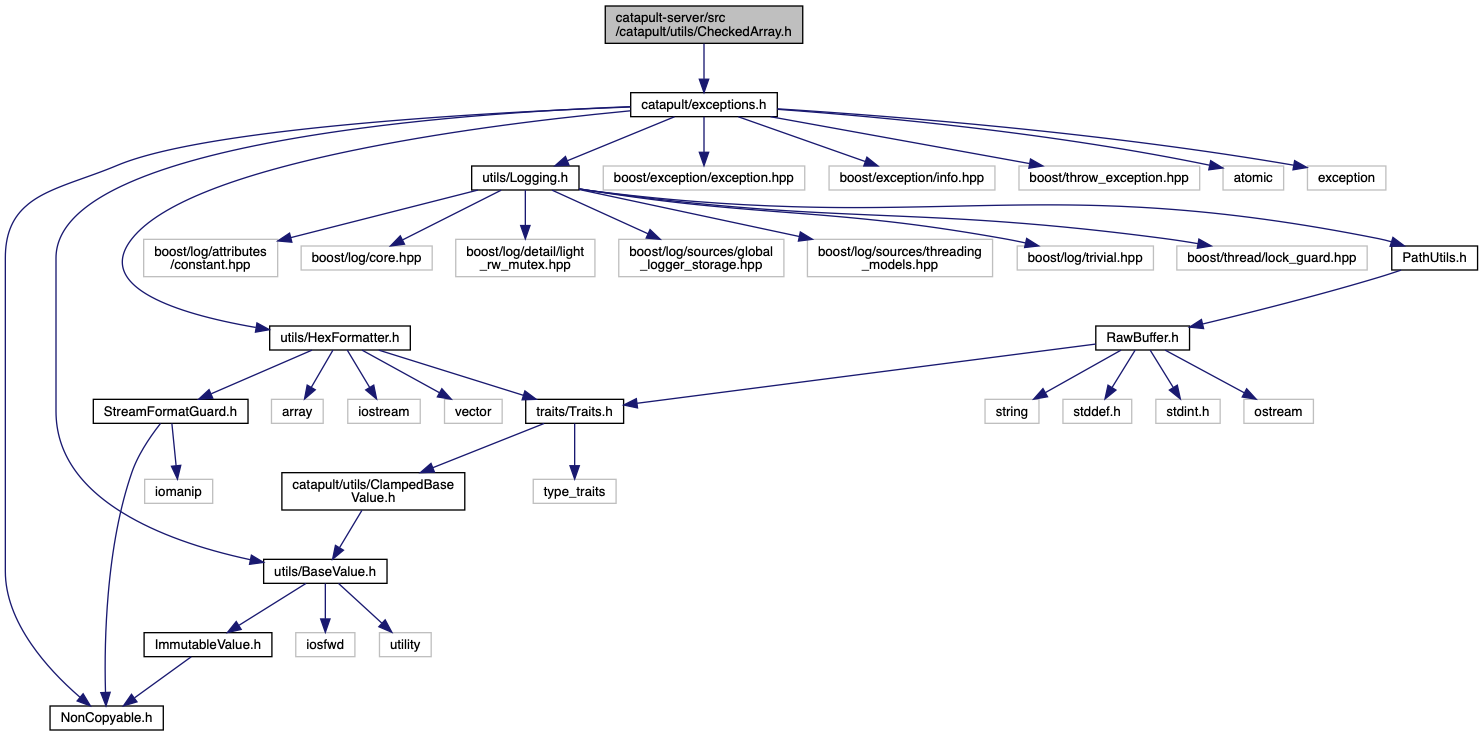 catapult-server/src
/catapult/utils/CheckedArray.h
catapult/exceptions.h
utils/Logging.h
boost/exception/exception.hpp
boost/exception/info.hpp
boost/throw_exception.hpp
atomic
exception
boost/log/attributes
/constant.hpp
boost/log/core.hpp
boost/log/detail/light
_rw_mutex.hpp
boost/log/sources/global
_logger_storage.hpp
boost/log/sources/threading
_models.hpp
boost/log/trivial.hpp
boost/thread/lock_guard.hpp
PathUtils.h
utils/HexFormatter.h
RawBuffer.h
StreamFormatGuard.h
array
iostream
vector
traits/Traits.h
string
stddef.h
stdint.h
ostream
iomanip
catapult/utils/ClampedBase
Value.h
type_traits
utils/BaseValue.h
ImmutableValue.h
iosfwd
utility
NonCopyable.h